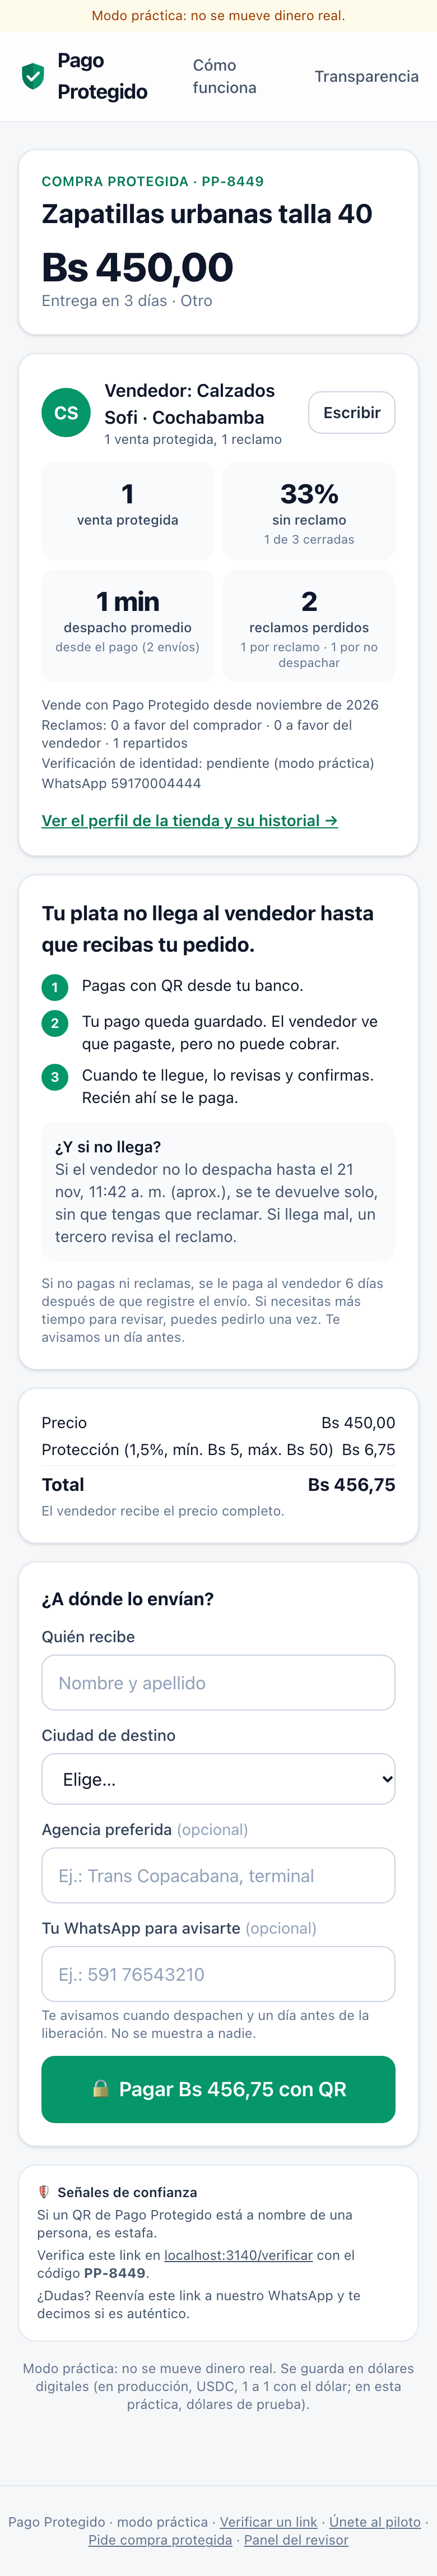 Modo práctica: no se mueve dinero real.
Pago
Protegido
Cómo
funciona
Transparencia
COMPRA PROTEGIDA · PP-8449
Zapatillas urbanas talla 40
Bs 450,00
Entrega en 3 días · Otro
CS
Vendedor: Calzados
Sofi · Cochabamba
1 venta protegida, 1 reclamo
Escribir
1
venta protegida
33%
sin reclamo
1 de 3 cerradas
1 min
despacho promedio
desde el pago (2 envíos)
2
reclamos perdidos
1 por reclamo · 1 por no
despachar
Vende con Pago Protegido desde noviembre de 2026
Reclamos: 0 a favor del comprador · 0 a favor del
vendedor · 1 repartidos
Verificación de identidad: pendiente (modo práctica)
WhatsApp 59170004444
Ver el perfil de la tienda y su historial →
Tu plata no llega al vendedor hasta
que recibas tu pedido.
1 Pagas con QR desde tu banco.
2 Tu pago queda guardado. El vendedor ve
que pagaste, pero no puede cobrar.
3 Cuando te llegue, lo revisas y confirmas.
Recién ahí se le paga.
¿Y si no llega?
Si el vendedor no lo despacha hasta el 21
nov, 11:42 a. m. (aprox.), se te devuelve solo,
sin que tengas que reclamar. Si llega mal, un
tercero revisa el reclamo.
Si no pagas ni reclamas, se le paga al vendedor 6 días
después de que registre el envío. Si necesitas más
tiempo para revisar, puedes pedirlo una vez. Te
avisamos un día antes.
Precio Bs 450,00
Protección (1,5%, mín. Bs 5, máx. Bs 50) Bs 6,75
Total Bs 456,75
El vendedor recibe el precio completo.
¿A dónde lo envían?
Quién recibe
Nombre y apellido
Ciudad de destino
Elige...
Agencia preferida (opcional)
Ej.: Trans Copacabana, terminal
Tu WhatsApp para avisarte (opcional)
Ej.: 591 76543210
Te avisamos cuando despachen y un día antes de la
liberación. No se muestra a nadie.
Pagar Bs 456,75 con QR
Señales de confianza
Si un QR de Pago Protegido está a nombre de una
persona, es estafa.
Verifica este link en localhost:3140/verificar con el
código PP-8449.
¿Dudas? Reenvía este link a nuestro WhatsApp y te
decimos si es auténtico.
Modo práctica: no se mueve dinero real. Se guarda en dólares
digitales (en producción, USDC, 1 a 1 con el dólar; en esta
práctica, dólares de prueba).
Pago Protegido · modo práctica · Verificar un link · Únete al piloto ·
Pide compra protegida · Panel del revisor